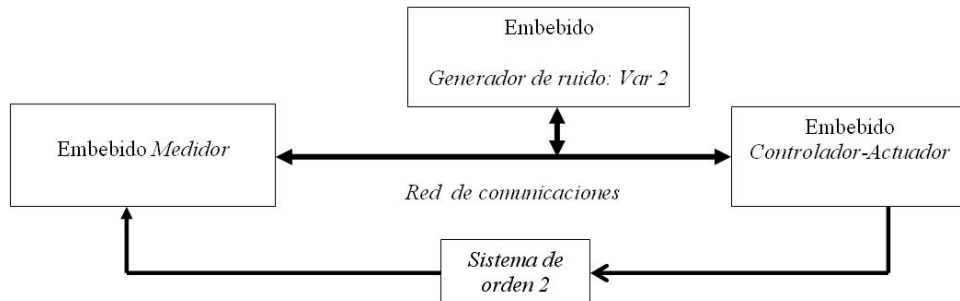 Embebido
Generador de ruido: Var 2
Embebido Medidor
Embebido
Controlador-Actuador
Red de comunicaciones
Sistema de
orden 2